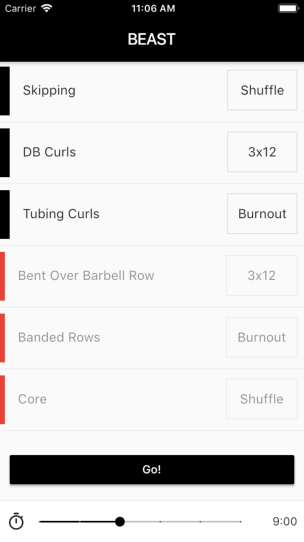 Carrier 11:06 AM
BEAST
Skipping Shuffle
DB Curls 3x12
Tubing Curls Burnout
Bent Over Barbell Row 3x12
Banded Rows Burnout
Core Shuffle
Go!
9:00